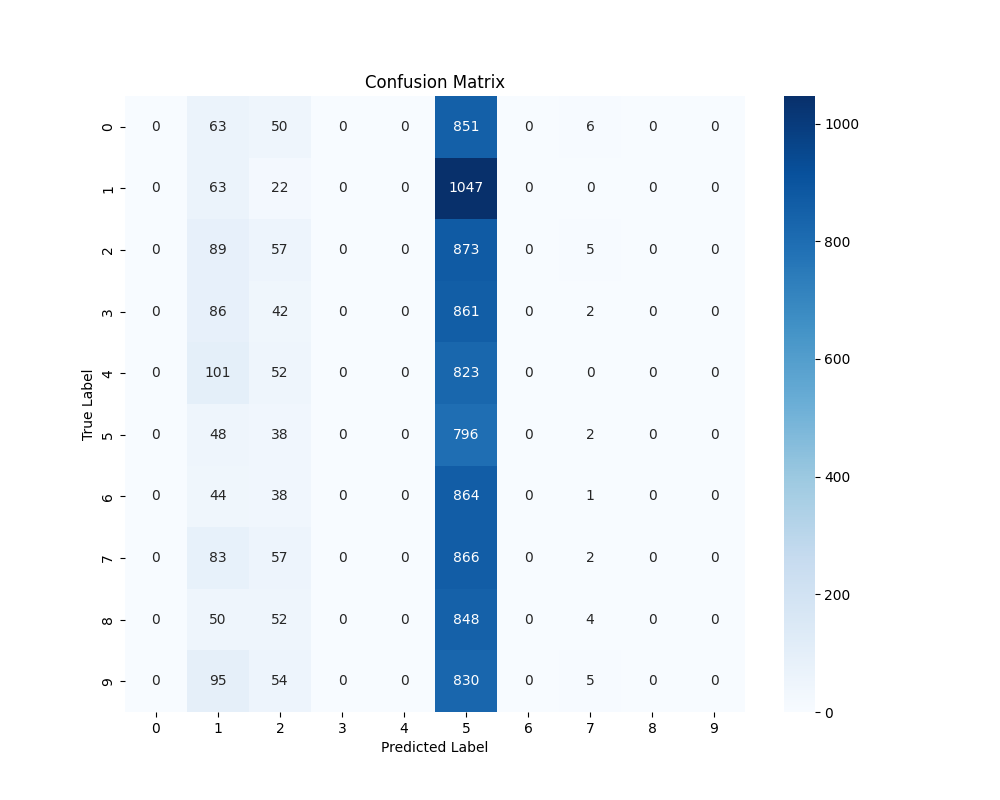 Confusion Matrix
0 0 63 50 0 0 851 0 6 0 0
1 0 63 22 0 0 1047 0 0 0 0
2 0 89 57 0 0 873 0 5 0 0
3 0 86 42 0 0 861 0 2 0 0
4 0 101 52 0 0 823 0 0 0 0
5 0 48 38 0 0 796 0 2 0 0
6 0 44 38 0 0 864 0 1 0 0
7 0 83 57 0 0 866 0 2 0 0
8 0 50 52 0 0 848 0 4 0 0
9 0 95 54 0 0 830 0 5 0 0
0 1 2 3 4 5 6 7 8 9
Predicted Label
True Label
1000
800
600
400
200
0